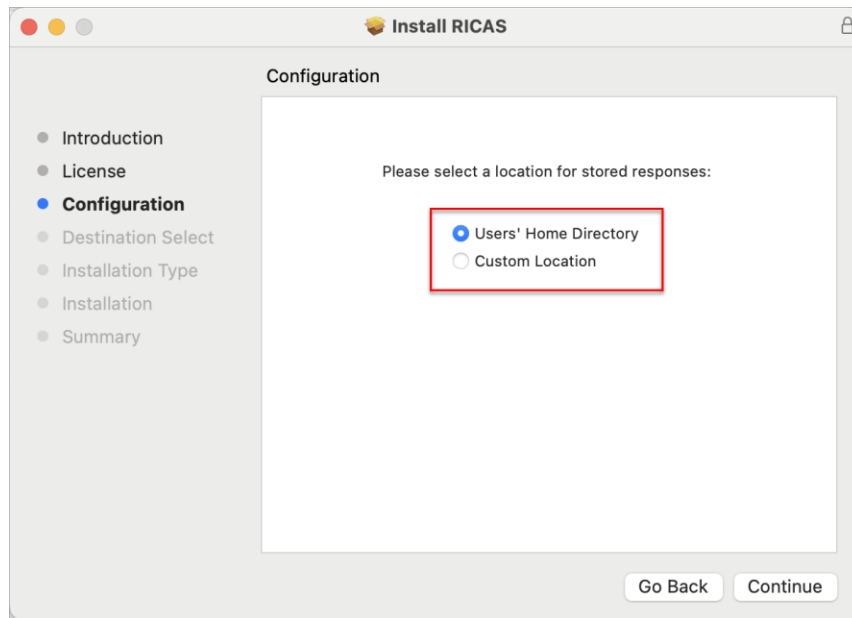 Install RICAS
Configuration
Introduction
License
Configuration
Destination Select
Installation Type
Installation
Summary
Please select a location for stored responses:
Users' Home Directory
Custom Location
Go Back
Continue